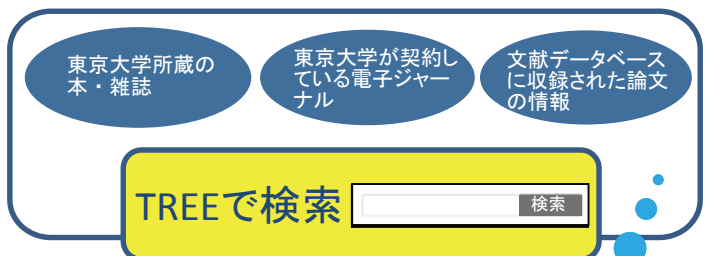 東京大学所蔵の
本・雑誌
東京大学が契約し
ている電子ジャー
ナル
文献データベース
に収録された論文
の情報
TREEで検索
検索